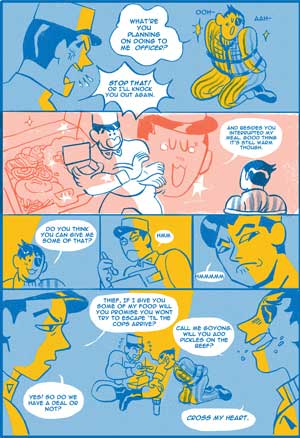 WHAT'RE
YOU
PLANNING
ON DOING TO
ME OFFICER?
OOH~
AAH~
STOP THAT!
OR I'LL KNOCK
YOU OUT AGAIN.
AND BESIDES YOU
INTERRUPTED MY
MEAL. GOOD THING
IT'S STILL WARM
THOUGH.
DO YOU THINK
YOU CAN GIVE ME
SOME OF THAT?
HMM
HMMMMM
THIEF, IF I GIVE YOU
SOME OF MY FOOD WILL
YOU PROMISE YOU WON'T
TRY TO ESCAPE 'TIL THE
COPS ARRIVE?
CALL ME GOYONG.
WILL YOU ADD
PICKLES ON THE
BEEF?
YES! SO DO WE
HAVE A DEAL OR
NOT?
CROSS MY HEART.